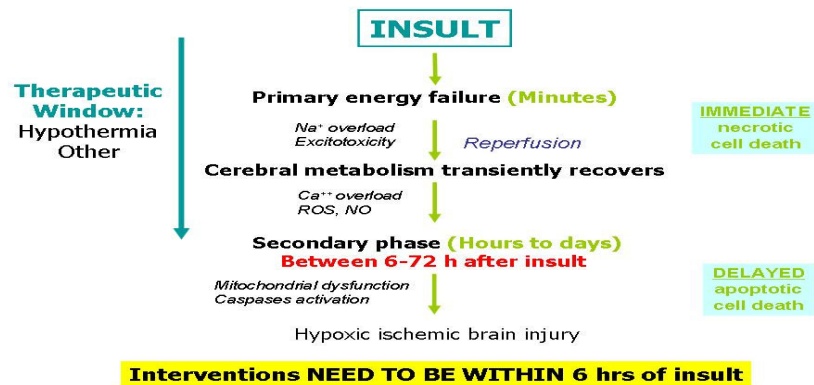 INSULT
Therapeutic
Window:
Hypothermia
Other
Primary energy failure (Minutes)
Na+ overload
Excitotoxicity
Reperfusion
IMMEDIATE
necrotic
cell death
Cerebral metabolism transiently recovers
Ca++ overload
ROS, NO
Secondary phase (Hours to days)
Between 6-72 h after insult
Mitochondrial dysfunction
Caspases activation
DELAYED
apoptotic
cell death
Hypoxic ischemic brain injury
Interventions NEED TO BE WITHIN 6 hrs of insult